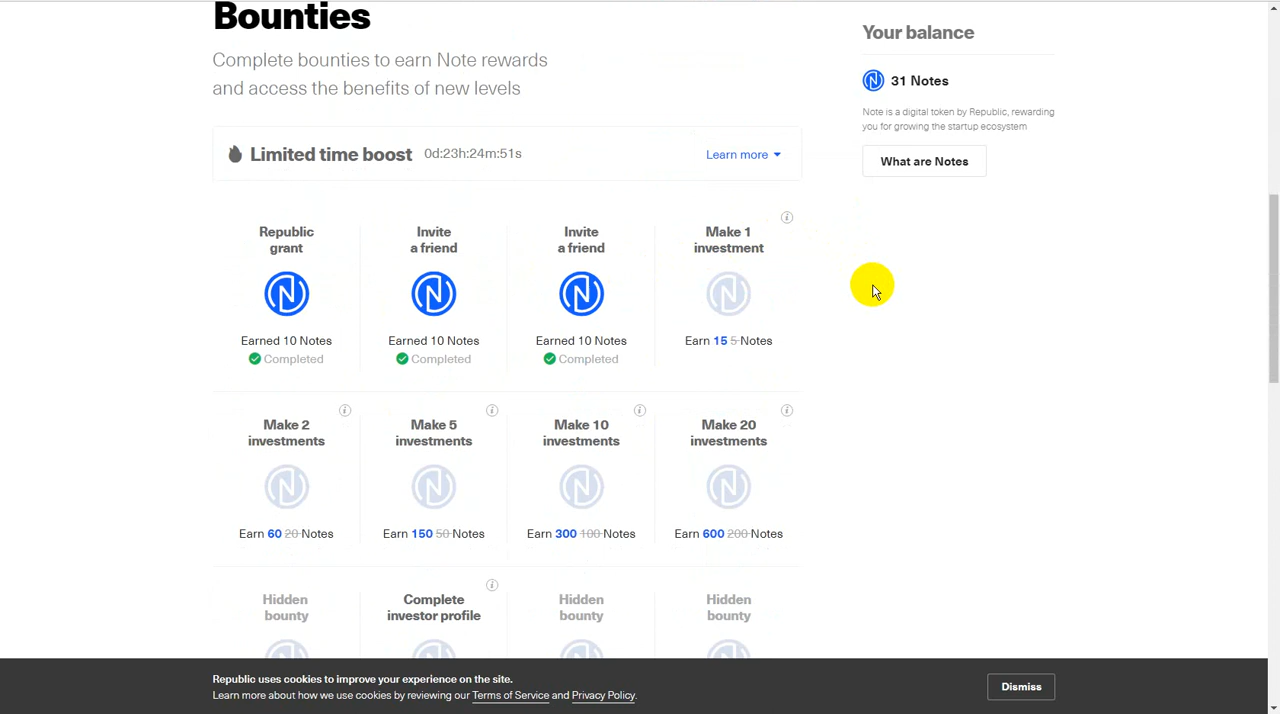 Bounties
Complete bounties to earn Note rewards
and access the benefits of new levels
Your balance
31 Notes
Note is a digital token by Republic, rewarding
you for growing the startup ecosystem
What are Notes
Limited time boost 0d:23h:24m:51s Learn more
Republic
grant
Earned 10 Notes
Completed
Invite
a friend
Earned 10 Notes
Completed
Invite
a friend
Earned 10 Notes
Completed
Make 1
investment
Earn 15 5 Notes
Make 2
investments
Earn 60 20 Notes
Make 5
investments
Earn 150 50 Notes
Make 10
investments
Earn 300 100 Notes
Make 20
investments
Earn 600 200 Notes
Hidden
bounty
Complete
investor profile
Hidden
bounty
Hidden
bounty
Republic uses cookies to improve your experience on the site.
Learn more about how we use cookies by reviewing our Terms of Service and Privacy Policy.
Dismiss